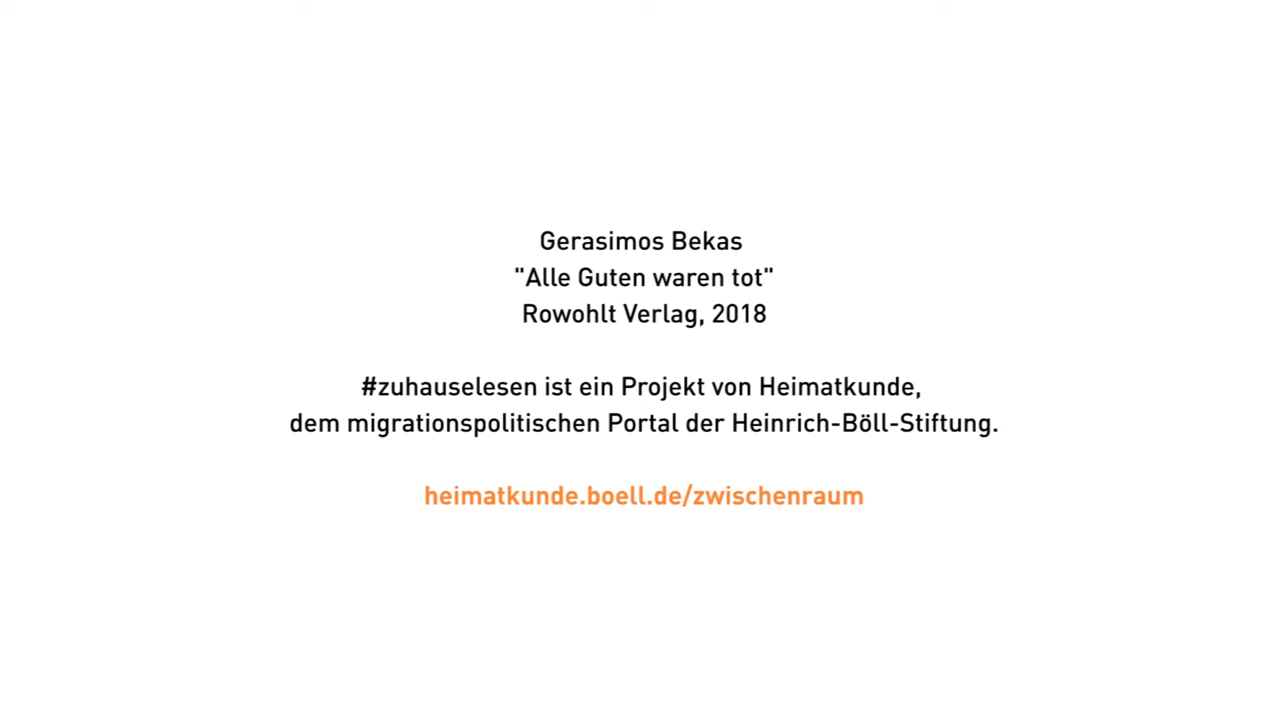 Gerasimos Bekas
"Alle Guten waren tot"
Rowohlt Verlag, 2018
#zuhauselesen ist ein Projekt von Heimatkunde,
dem migrationspolitischen Portal der Heinrich-Böll-Stiftung.
heimatkunde.boell.de/zwischenraum